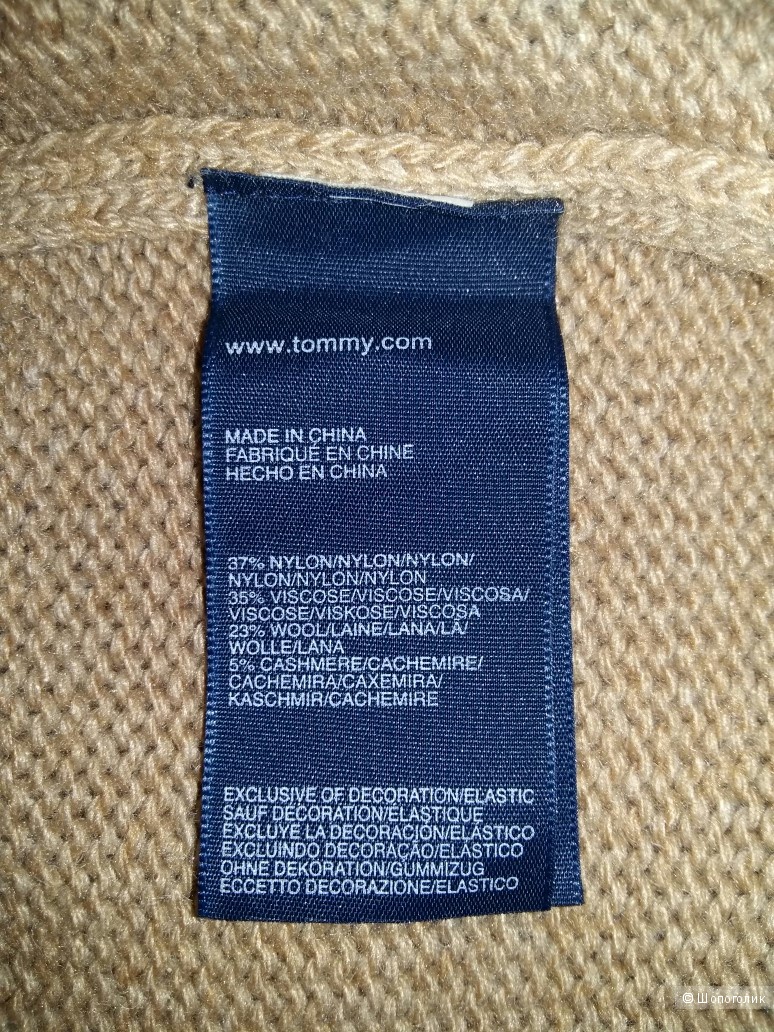 www.tommy.com
MADE IN CHINA
FABRIQUÉ EN CHINE
HECHO EN CHINA
37% NYLON/NYLON/NYLON/
NYLON/NYLON/NYLON
35% VISCOSE/VISCOSE/VISCOSA/
VISCOSE/VISKOSE/VISCOSA
23% WOOL/LAINE/LANA/LÃ/
WOLLE/LANA
5% CASHMERE/CACHEMIRE/
CACHEMIRA/CAXEMIRA/
KASCHMIR/CACHEMIRE
EXCLUSIVE OF DECORATION/ELASTIC
SAUF DECORATION/ELASTIQUE
EXCLUYE LA DECORACIÓN/ELÁSTICO
EXCLUINDO DECORAÇÃO/ELÁSTICO
OHNE DEKORATION/GUMMIZUG
ECCETTO DECORAZIONE/ELASTICO
© Шопоголик